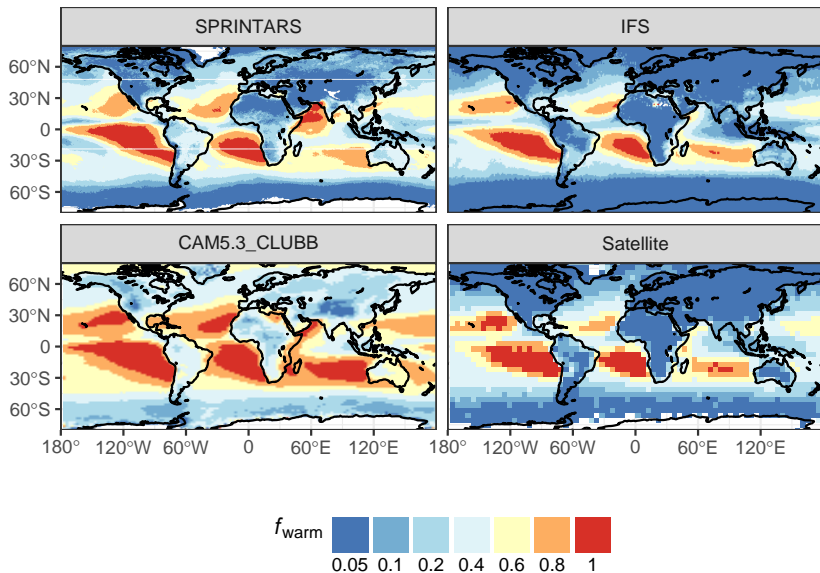 SPRINTARS IFS
60°N
30°N
0
30°S
60°S
CAM5.3_CLUBB Satellite
60°N
30°N
0
30°S
60°S
180° 120°W 60°W 0 60°E 120°E 180° 120°W 60°W 0 60°E 120°E
fwarm
0.05 0.1 0.2 0.4 0.6 0.8 1